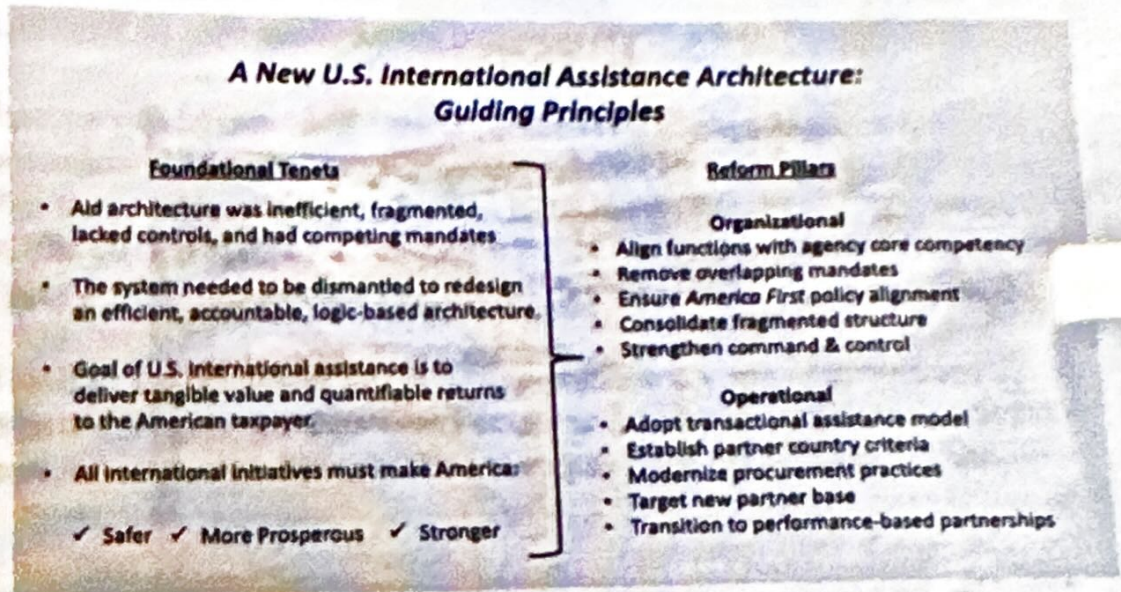 A New U.S. International Assistance Architecture:
Guiding Principles
Foundational Tenets
• Aid architecture was inefficient, fragmented,
lacked controls, and had competing mandates
• The system needed to be dismantled to redesign
an efficient, accountable, logic-based architecture.
• Goal of U.S. international assistance is to
deliver tangible value and quantifiable returns
to the American taxpayer.
• All international initiatives must make America:
✓ Safer ✓ More Prosperous ✓ Stronger
Reform Pillars
Organizational
• Align functions with agency core competency
• Remove overlapping mandates
• Ensure America First policy alignment
• Consolidate fragmented structure
• Strengthen command & control
Operational
• Adopt transactional assistance model
• Establish partner country criteria
• Modernize procurement practices
• Target new partner base
• Transition to performance-based partnerships